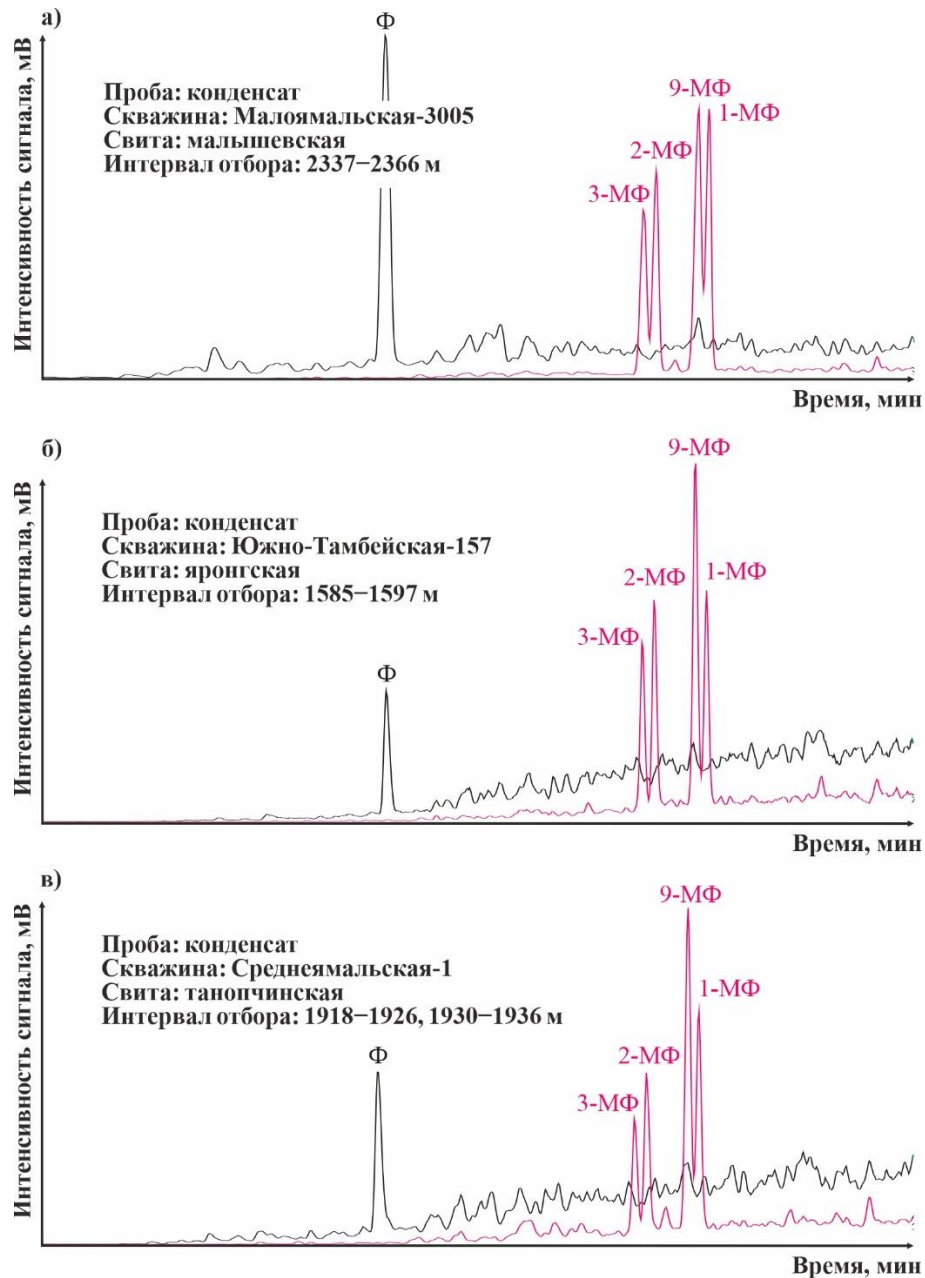 а)
Интенсивность сигнала, мВ
Ф
Проба: конденсат
Скважина: Малоямальская-3005
Свита: малышевская
Интервал отбора: 2337–2366 м
9-МФ
1-МФ
2-МФ
3-МФ
Время, мин
б)
Интенсивность сигнала, мВ
9-МФ
Проба: конденсат
Скважина: Южно-Тамбейская-157
Свита: яронгская
Интервал отбора: 1585–1597 м
2-МФ
1-МФ
3-МФ
Ф
Время, мин
в)
Интенсивность сигнала, мВ
9-МФ
Проба: конденсат
Скважина: Среднеямальская-1
Свита: танопчинская
Интервал отбора: 1918–1926, 1930–1936 м
1-МФ
Ф
2-МФ
3-МФ
Время, мин